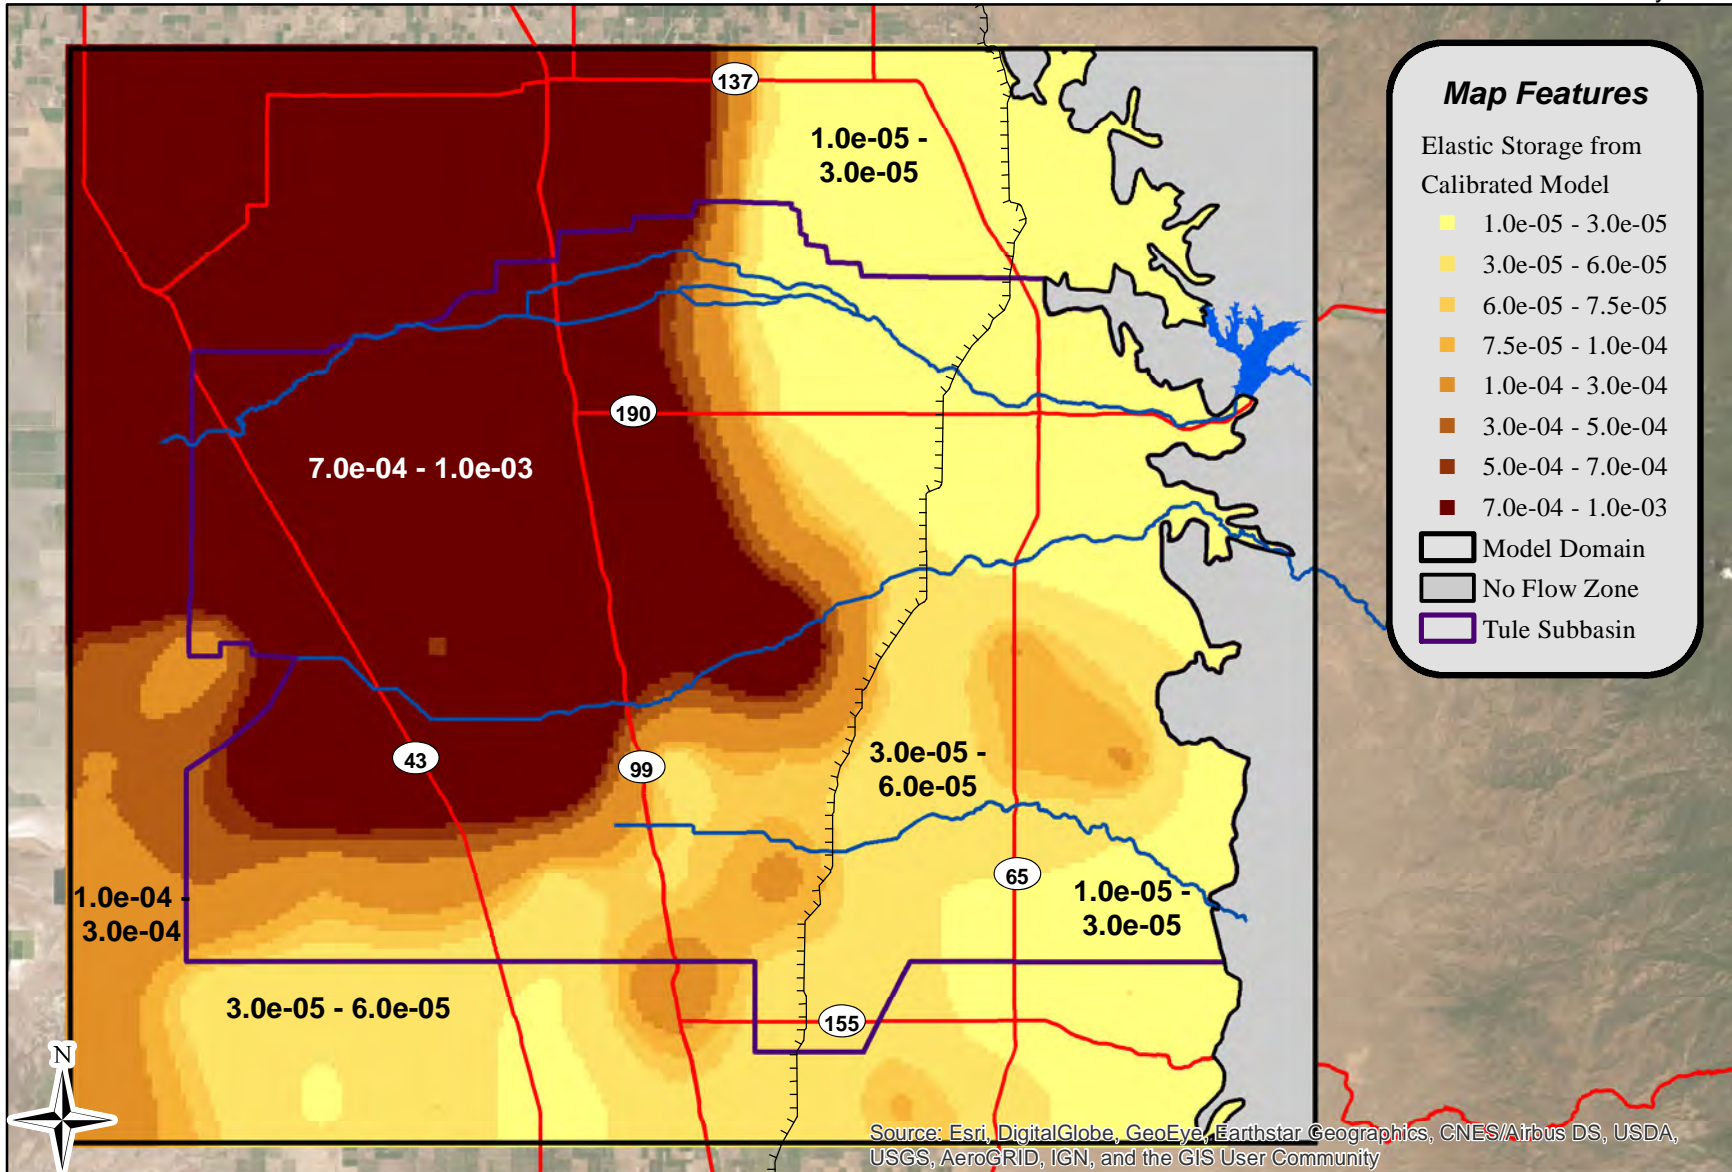 137
1.0e-05 -
3.0e-05
190
7.0e-04 - 1.0e-03
43
99
3.0e-05 -
6.0e-05
65
1.0e-04 -
3.0e-04
1.0e-05 -
3.0e-05
3.0e-05 - 6.0e-05
155
N
Map Features
Elastic Storage from
Calibrated Model
1.0e-05 - 3.0e-05
3.0e-05 - 6.0e-05
6.0e-05 - 7.5e-05
7.5e-05 - 1.0e-04
1.0e-04 - 3.0e-04
3.0e-04 - 5.0e-04
5.0e-04 - 7.0e-04
7.0e-04 - 1.0e-03
Model Domain
No Flow Zone
Tule Subbasin
Source: Esri, DigitalGlobe, GeoEye, Earthstar Geographics, CNES/Airbus DS, USDA,
USGS, AeroGRID, IGN, and the GIS User Community